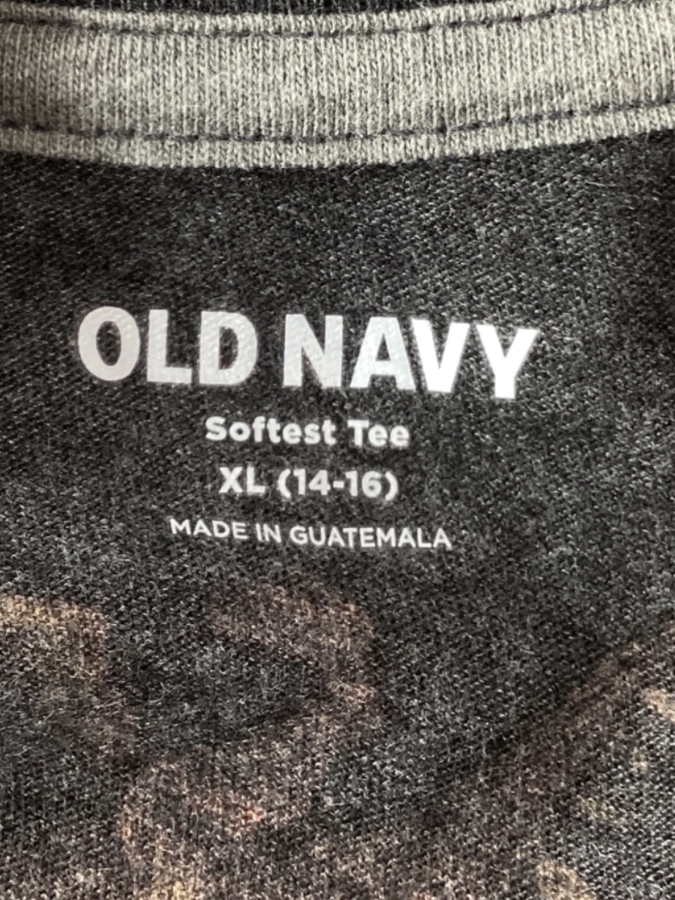 OLD NAVY
Softest Tee
XL (14-16)
MADE IN GUATEMALA